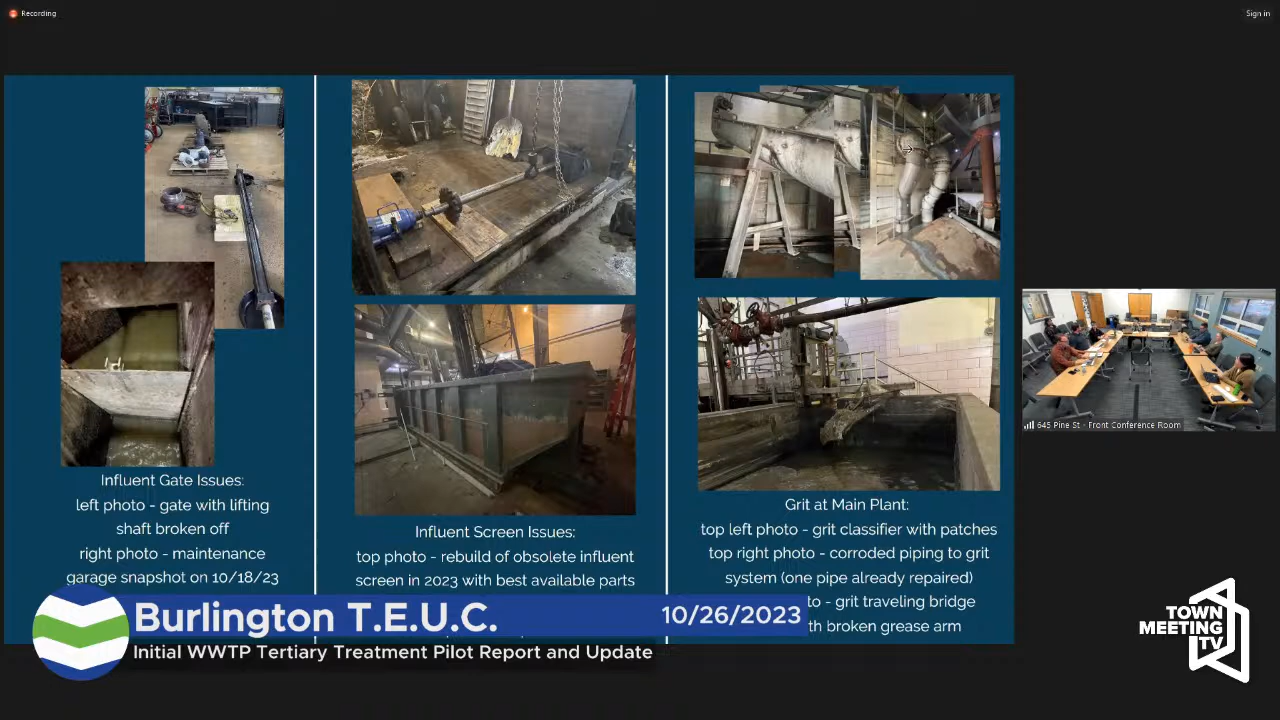 Recording
Sign in
Influent Gate Issues:
left photo - gate with lifting
shaft broken off
right photo - maintenance
garage snapshot on 10/18/23
Influent Screen Issues:
top photo - rebuild of obsolete influent
screen in 2023 with best available parts
Grit at Main Plant:
top left photo - grit classifier with patches
top right photo - corroded piping to grit
system (one pipe already repaired)
to - grit traveling bridge
th broken grease arm
645 Pine St - Front Conference Room
Burlington T.E.U.C.
10/26/2023
Initial WWTP Tertiary Treatment Pilot Report and Update
TOWN
MEETING
TV